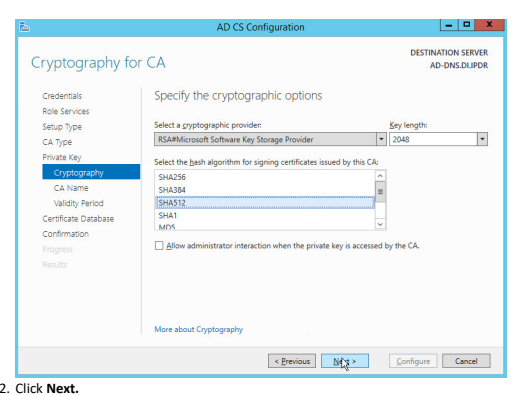 AD CS Configuration
DESTINATION SERVER
AD-DNS.DI.IPDR
Cryptography for CA
Credentials
Role Services
Setup Type
CA Type
Private Key
Cryptography
CA Name
Validity Period
Certificate Database
Confirmation
Progress
Results
Specify the cryptographic options
Select a cryptographic provider:
Key length:
RSA#Microsoft Software Key Storage Provider
2048
Select the hash algorithm for signing certificates issued by this CA:
SHA256
SHA384
SHA512
SHA1
MD5
Allow administrator interaction when the private key is accessed by the CA.
More about Cryptography
< Previous
Next >
Configure
Cancel
2. Click Next.